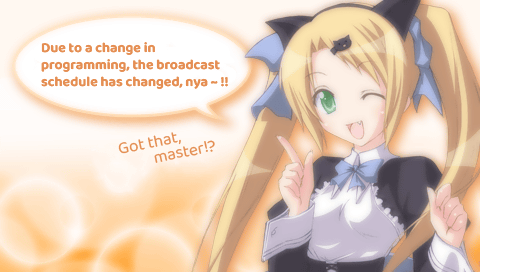 Due to a change in
programming, the broadcast
schedule has changed, nya ~ !!
Got that,
master!?